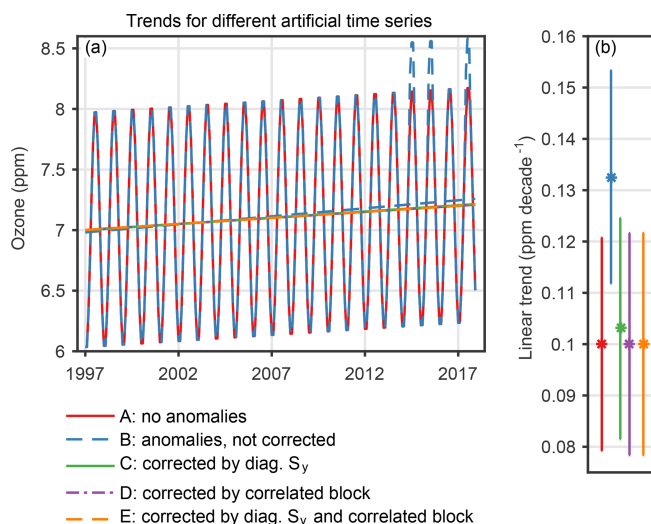 Trends for different artificial time series
(a)
8.5
8
7.5
7
6.5
6
Ozone (ppm)
1997
2002
2007
2012
2017
(b)
0.16
0.15
0.14
0.13
0.12
0.11
0.1
0.09
0.08
Linear trend (ppm decade⁻¹)
A: no anomalies
B: anomalies, not corrected
C: corrected by diag. Sᵧ
D: corrected by correlated block
E: corrected by diag. Sᵧ and correlated block